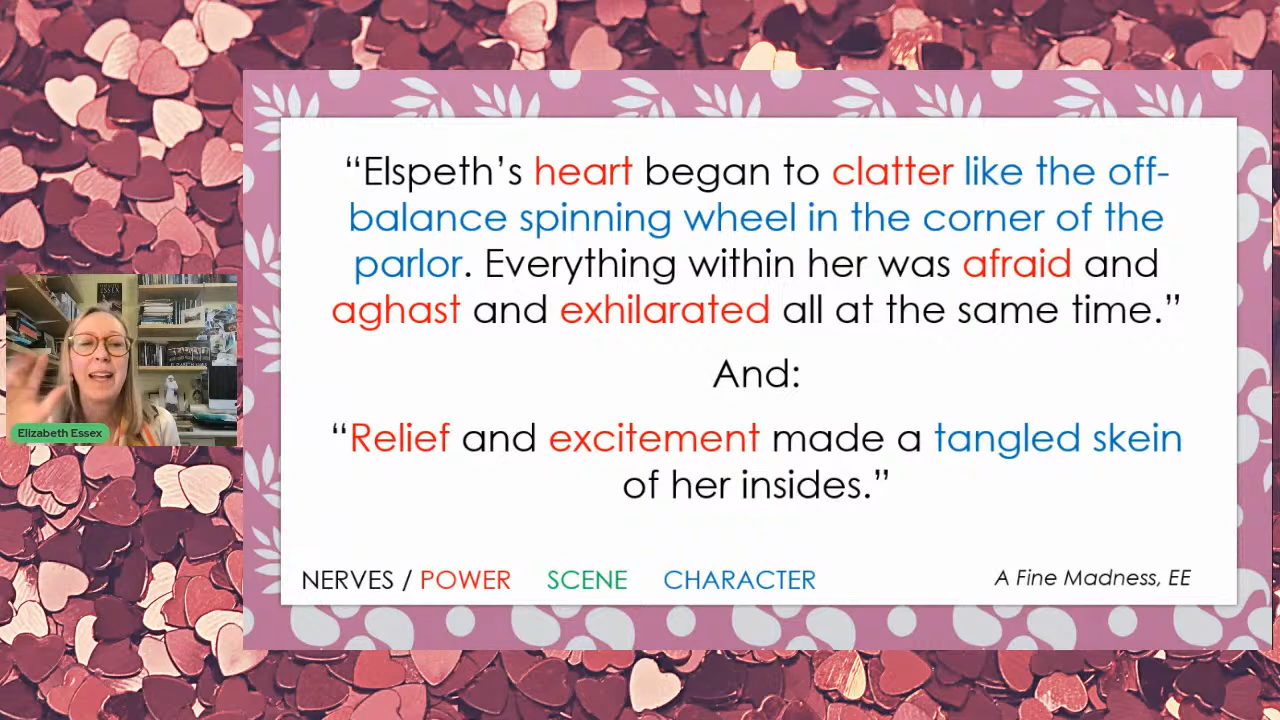 “Elspeth’s heart began to clatter like the off-
balance spinning wheel in the corner of the
parlor. Everything within her was afraid and
aghast and exhilarated all at the same time.”
And:
“Relief and excitement made a tangled skein
of her insides.”
NERVES / POWER SCENE CHARACTER
A Fine Madness, EE
Elizabeth Essex